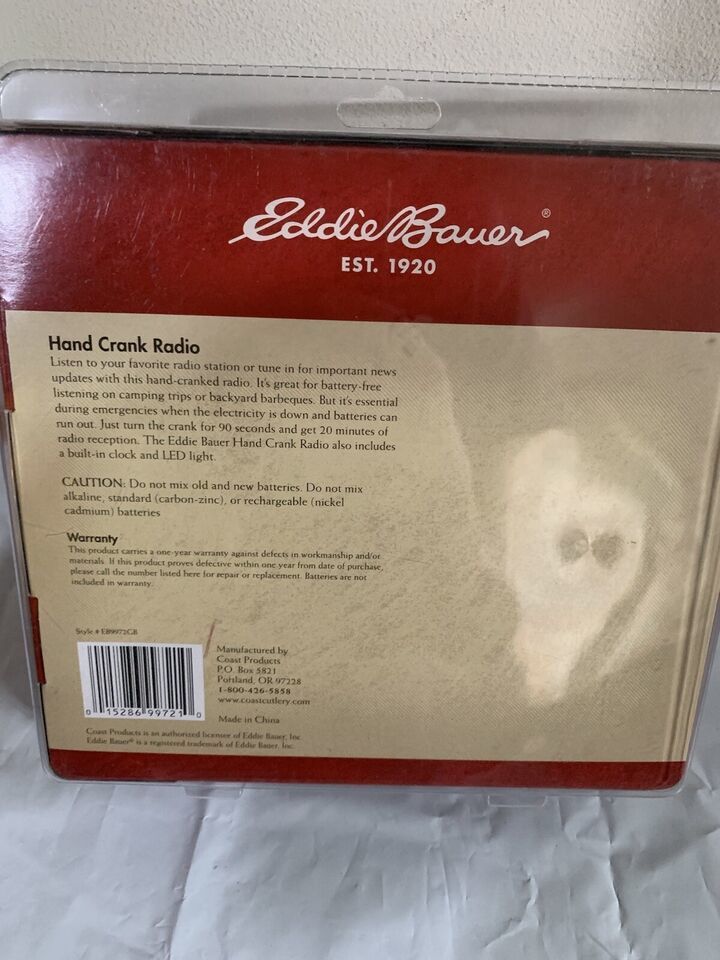 Eddie Bauer®
EST. 1920
Hand Crank Radio
Listen to your favorite radio station or tune in for important news
updates with this hand-cranked radio. It's great for battery-free
listening on camping trips or backyard barbeques. But it's essential
during emergencies when the electricity is down and batteries can
run out. Just turn the crank for 90 seconds and get 20 minutes of
radio reception. The Eddie Bauer Hand Crank Radio also includes
a built-in clock and LED light.
CAUTION: Do not mix old and new batteries. Do not mix
alkaline, standard (carbon-zinc), or rechargeable (nickel
cadmium) batteries
Warranty
This product carries a one-year warranty against defects in workmanship and/or
materials. If this product proves defective within one year from date of purchase,
please call the number listed here for repair or replacement. Batteries are not
included in warranty.
Style # EB9972GB
0 15286 99721 0
Manufactured by
Coast Products
P.O. Box 5821
Portland, OR 97228
1-800-426-5858
www.coastcutlery.com
Made in China
Coast Products is an authorized licensee of Eddie Bauer, Inc.
Eddie Bauer® is a registered trademark of Eddie Bauer, Inc.